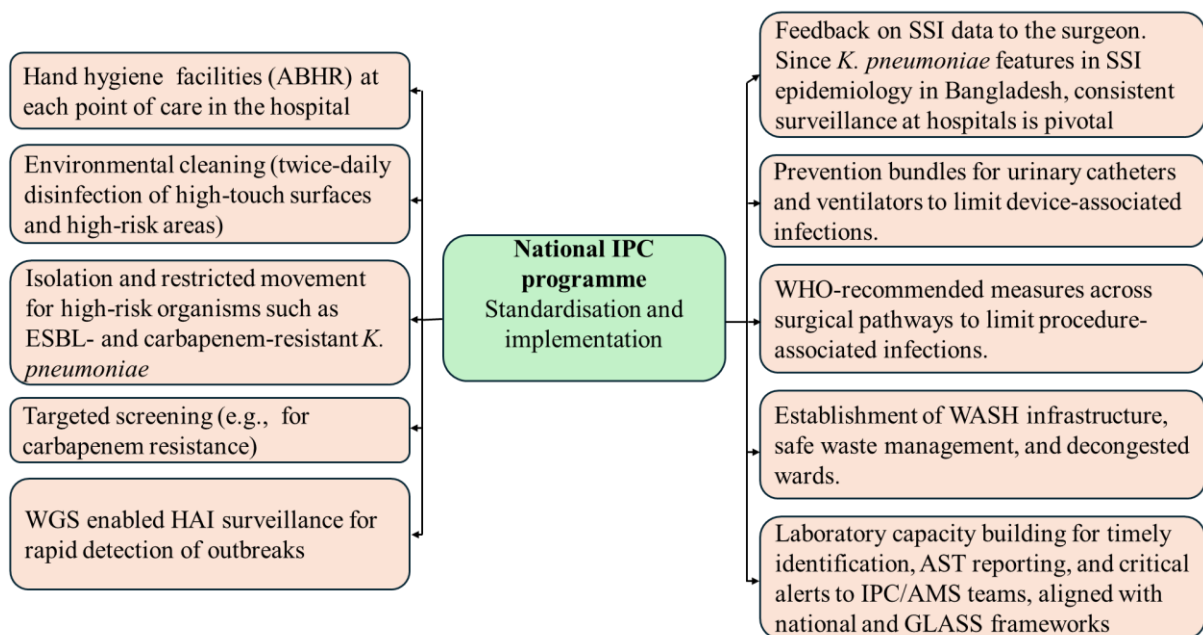 Hand hygiene facilities (ABHR) at
each point of care in the hospital
Environmental cleaning (twice-daily
disinfection of high-touch surfaces
and high-risk areas)
Isolation and restricted movement
for high-risk organisms such as
ESBL- and carbapenem-resistant K.
pneumoniae
Targeted screening (e.g., for
carbapenem resistance)
WGS enabled HAI surveillance for
rapid detection of outbreaks
National IPC
programme
Standardisation and
implementation
Feedback on SSI data to the surgeon.
Since K. pneumoniae features in SSI
epidemiology in Bangladesh, consistent
surveillance at hospitals is pivotal
Prevention bundles for urinary catheters
and ventilators to limit device-associated
infections.
WHO-recommended measures across
surgical pathways to limit procedure-
associated infections.
Establishment of WASH infrastructure,
safe waste management, and decongested
wards.
Laboratory capacity building for timely
identification, AST reporting, and critical
alerts to IPC/AMS teams, aligned with
national and GLASS frameworks